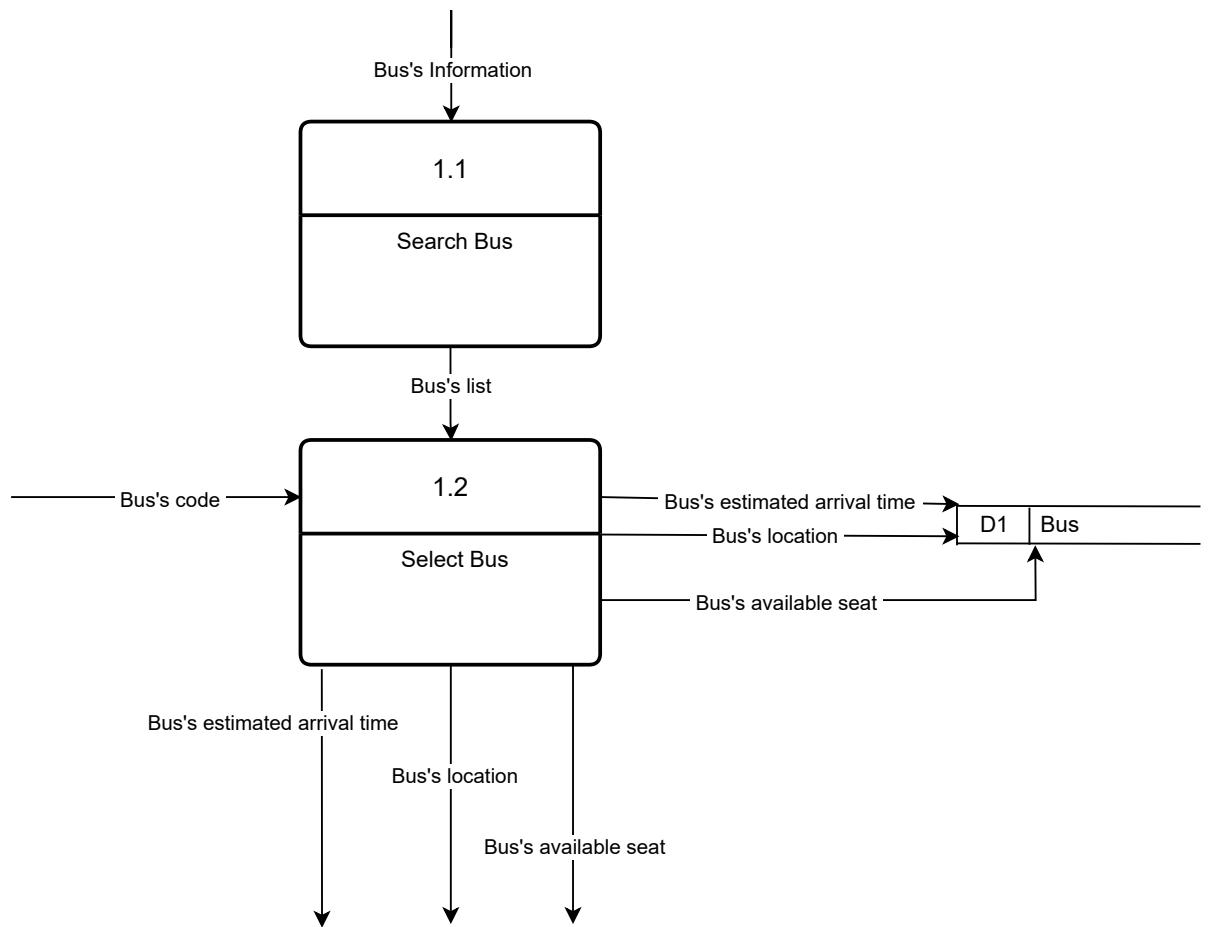 Bus's Information
1.1
Search Bus
Bus's list
1.2
Bus's code
Bus's estimated arrival time
D1
Bus
Bus's location
Select Bus
Bus's available seat
Bus's estimated arrival time
Bus's location
Bus's available seat